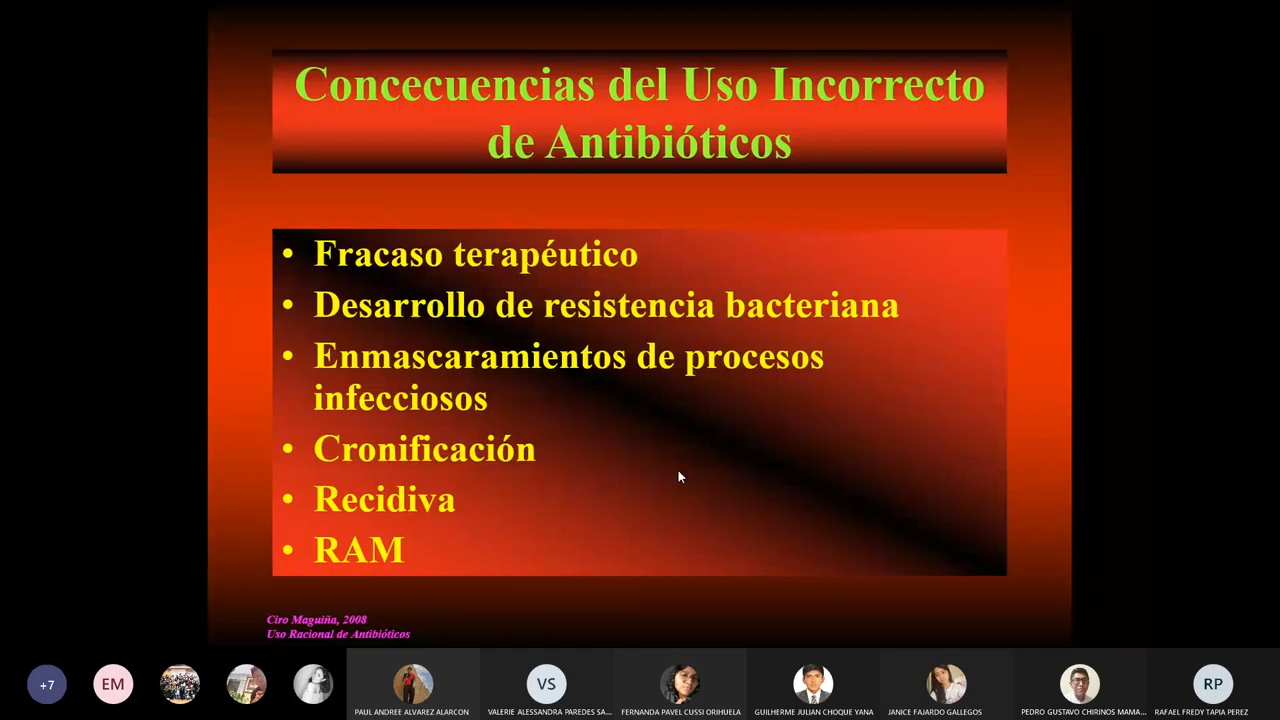 Concecuencias del Uso Incorrecto
de Antibióticos
• Fracaso terapéutico
• Desarrollo de resistencia bacteriana
• Enmascaramientos de procesos
infecciosos
• Cronificación
• Recidiva
• RAM
Ciro Maguiña, 2008
Uso Racional de Antibióticos
+7
EM
VS
RP
PAUL ANDREE ALVAREZ ALARCON
VALERIE ALESSANDRA PAREDES SA...
FERNANDA PAVEL CUSSI ORIHUELA
GUILHERME JULIAN CHOQUE YANA
JANICE FAJARDO GALLEGOS
PEDRO GUSTAVO CHIRINOS MAMA...
RAFAEL FREDY TAPIA PEREZ